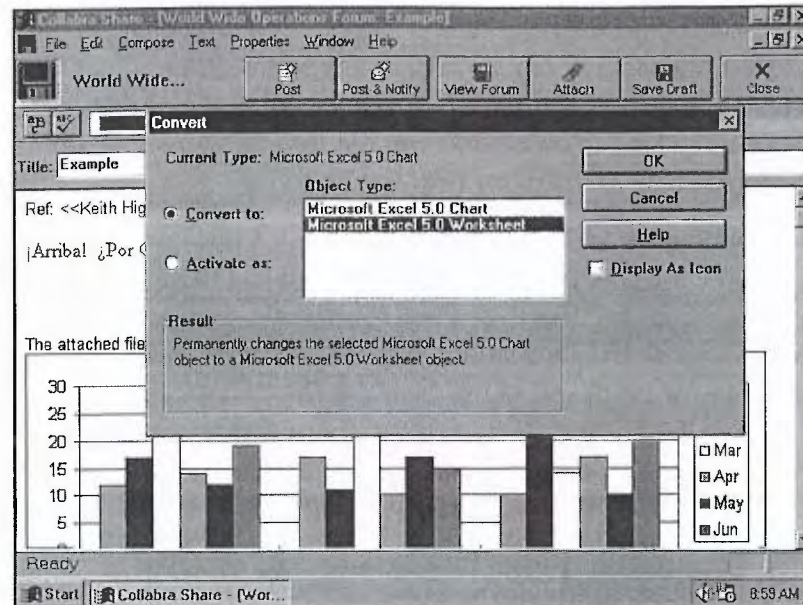 Collabra Share - [World Wide Operations Forum: Example]
File Edit Compose Text Properties Window Help
World Wide...
Post
Post & Notify
View Forum
Attach
Save Draft
Close
Convert
Title: Example
Current Type: Microsoft Excel 5.0 Chart
OK
Object Type:
Cancel
Ref: <<Keith Hig
Convert to:
Microsoft Excel 5.0 Chart
Microsoft Excel 5.0 Worksheet
Help
¡Arriba! ¿Por
Activate as:
Display As Icon
Result
Permanently changes the selected Microsoft Excel 5.0 Chart
object to a Microsoft Excel 5.0 Worksheet object.
The attached file
30
25
20
15
10
5
Mar
Apr
May
Jun
Ready
Start
Collabra Share - [Wor...
8:59 AM